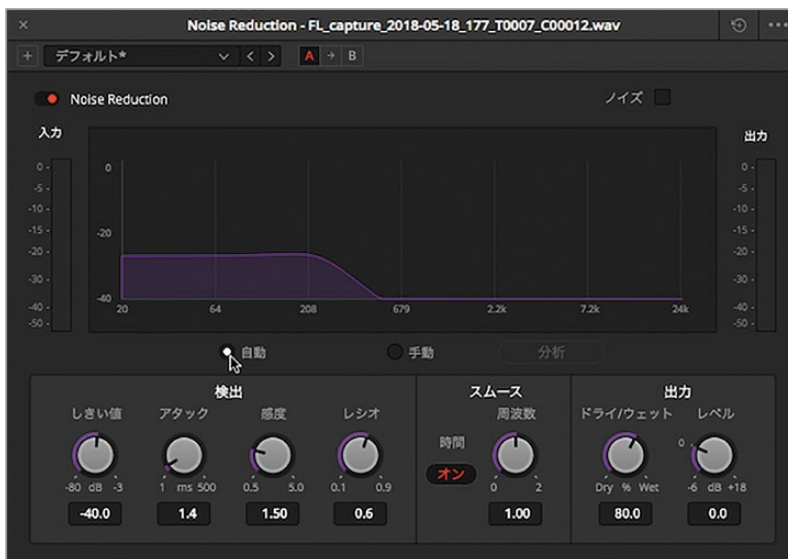 Noise Reduction - FL_capture_2018-05-18_177_T0007_C00012.wav
デフォルト* A B
Noise Reduction ノイズ
入力 出力
0 0 0
-5 -5
-10 -10
-15 -15
-20 -20 -20
-30 -30
-40 -40 -40
-50 -50
20 64 208 679 2.2k 7.2k 24k
自動 手動 分析
検出 スムース 出力
しきい値 アタック 感度 レシオ 周波数 ドライ/ウェット レベル
時間 0
オン
-80 dB -3 1 ms 500 0.5 5.0 0.1 0.9 0 2 Dry % Wet -6 dB +18
-40.0 1.4 1.50 0.6 1.00 80.0 0.0